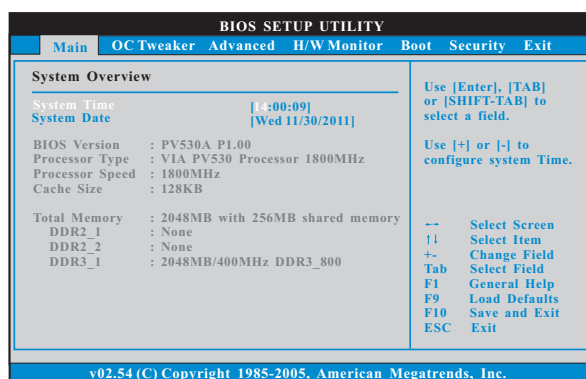 BIOS SETUP UTILITY
Main OC Tweaker Advanced H/W Monitor Boot Security Exit
System Overview
System Time [14:00:09]
System Date [Wed 11/30/2011]
BIOS Version : PV530A P1.00
Processor Type : VIA PV530 Processor 1800MHz
Processor Speed : 1800MHz
Cache Size : 128KB
Total Memory : 2048MB with 256MB shared memory
DDR2_1 : None
DDR2_2 : None
DDR3_1 : 2048MB/400MHz DDR3_800
Use [Enter], [TAB]
or [SHIFT-TAB] to
select a field.
Use [+] or [-] to
configure system Time.
←→ Select Screen
↑↓ Select Item
+- Change Field
Tab Select Field
F1 General Help
F9 Load Defaults
F10 Save and Exit
ESC Exit
v02.54 (C) Copyright 1985-2005, American Megatrends, Inc.